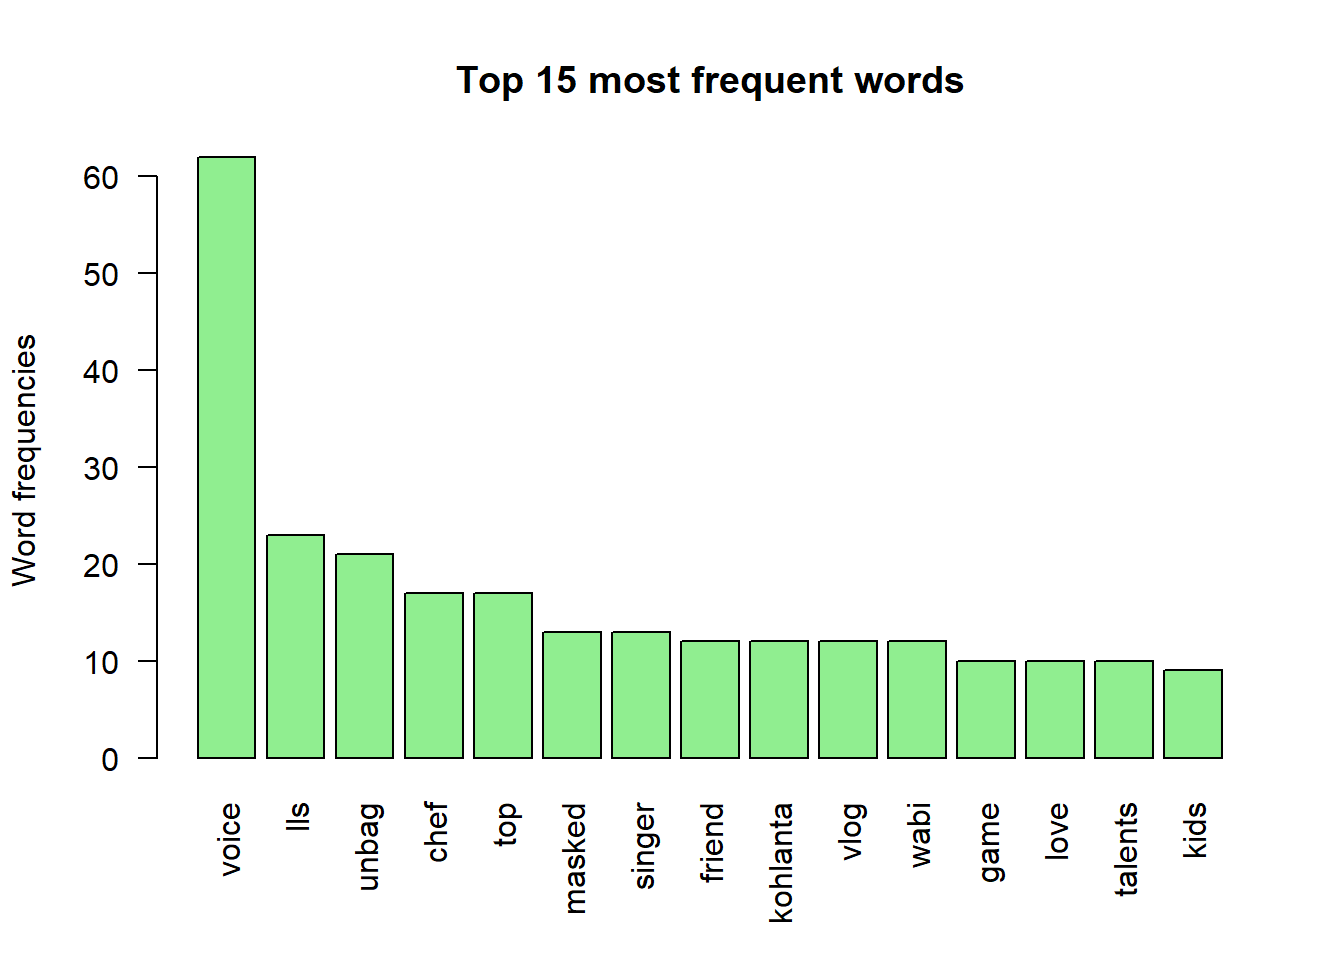 Top 15 most frequent words
Word frequencies
60
50
40
30
20
10
0
voice
lls
unbag
chef
top
masked
singer
friend
kohlanta
vlog
wabi
game
love
talents
kids